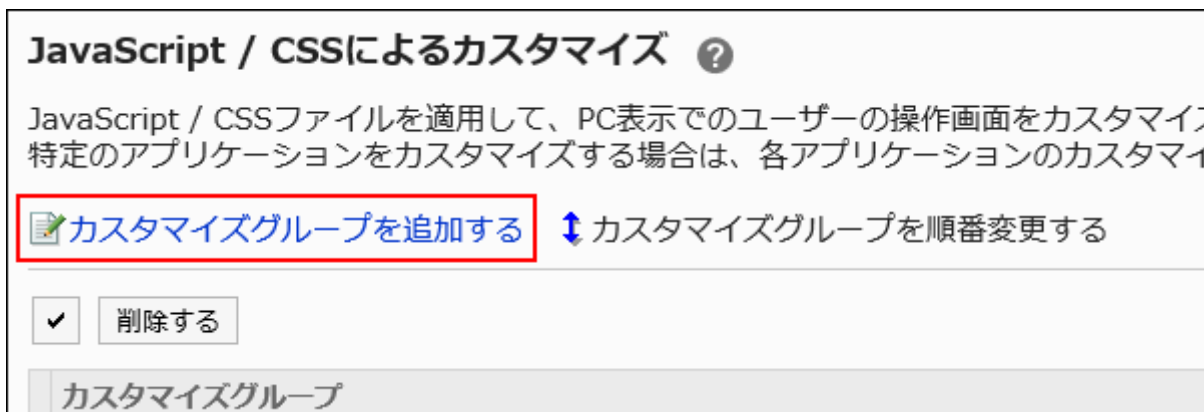 JavaScript / CSSによるカスタマイズ ?
JavaScript / CSSファイルを適用して、PC表示でのユーザーの操作画面をカスタマイズ
特定のアプリケーションをカスタマイズする場合は、各アプリケーションのカスタマイ
カスタマイズグループを追加する カスタマイズグループを順番変更する
削除する
カスタマイズグループ